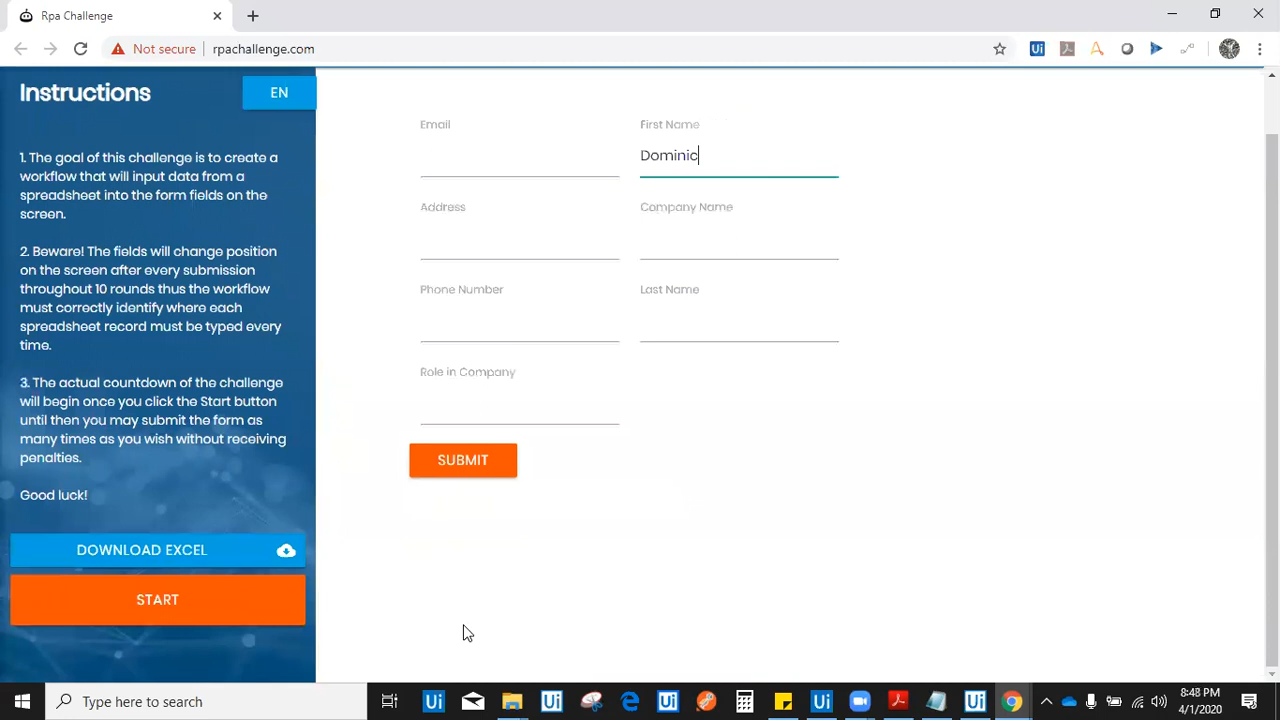 Rpa Challenge
Not secure
rpachallenge.com
Instructions
EN
1. The goal of this challenge is to create a
workflow that will input data from a
spreadsheet into the form fields on the
screen.
2. Beware! The fields will change position
on the screen after every submission
throughout 10 rounds thus the workflow
must correctly identify where each
spreadsheet record must be typed every
time.
3. The actual countdown of the challenge
will begin once you click the Start button
until then you may submit the form as
many times as you wish without receiving
penalties.
Good luck!
DOWNLOAD EXCEL
START
Email
First Name
Dominic
Address
Company Name
Phone Number
Last Name
Role in Company
SUBMIT
Type here to search
Ui
Ui
Ui
Ui
Ui
Ui
8:48 PM
4/1/2020